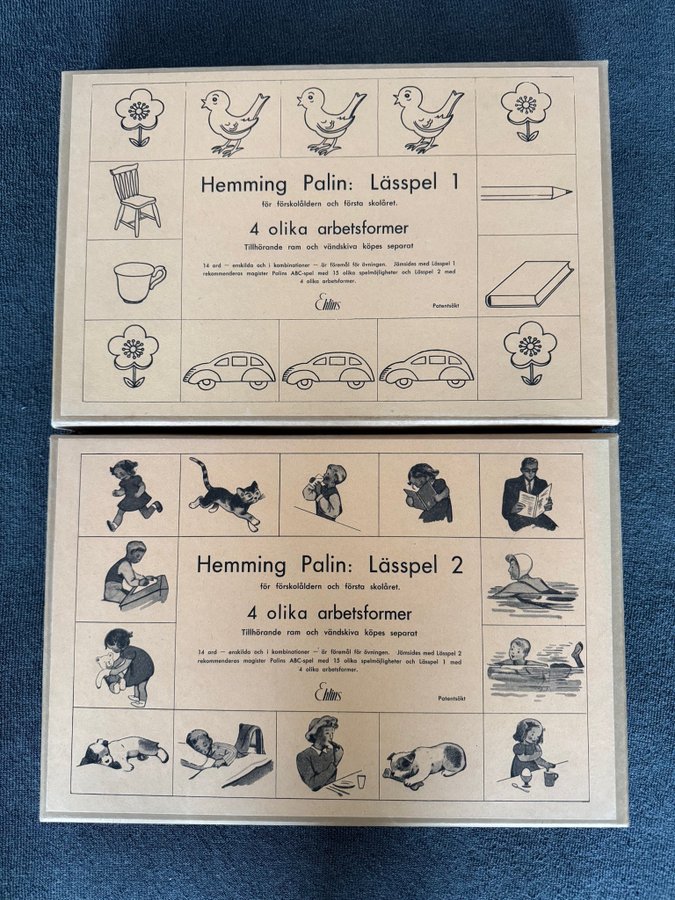 Hemming Palin: Lässpel 1
för förskolåldern och första skolåret.
4 olika arbetsformer
Tillhörande ram och vändskiva köpes separat
14 ord — enskilda och i kombinationer — är föremål för övningen. Jämsides med Lässpel 1
rekommenderas magister Palins ABC-spel med 15 olika spelmöjligheter och Lässpel 2 med
4 olika arbetsformer.
Ehlins
Patentsökt
Hemming Palin: Lässpel 2
för förskolåldern och första skolåret.
4 olika arbetsformer
Tillhörande ram och vändskiva köpes separat
14 ord — enskilda och i kombinationer — är föremål för övningen. Jämsides med Lässpel 2
rekommenderas magister Palins ABC-spel med 15 olika spelmöjligheter och Lässpel 1 med
4 olika arbetsformer.
Ehlins
Patentsökt